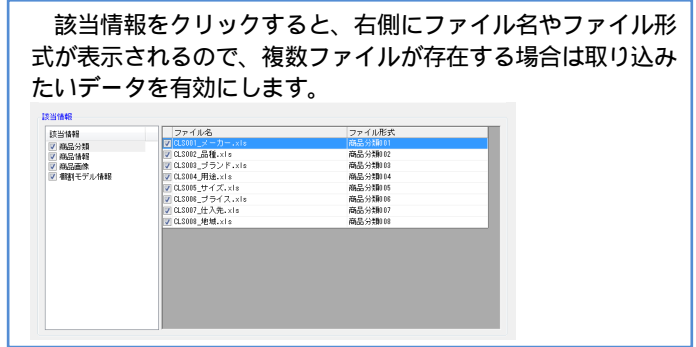 該当情報をクリックすると、右側にファイル名やファイル形
式が表示されるので、複数ファイルが存在する場合は取り込み
たいデータを有効にします。
該当情報
該当情報
商品分類
商品情報
商品画像
棚割モデル情報
ファイル名 ファイル形式
CLS001_メーカー.xls 商品分類001
CLS002_品種.xls 商品分類002
CLS003_ブランド.xls 商品分類003
CLS004_用途.xls 商品分類004
CLS005_サイズ.xls 商品分類005
CLS006_プライス.xls 商品分類006
CLS007_仕入先.xls 商品分類007
CLS008_地域.xls 商品分類008